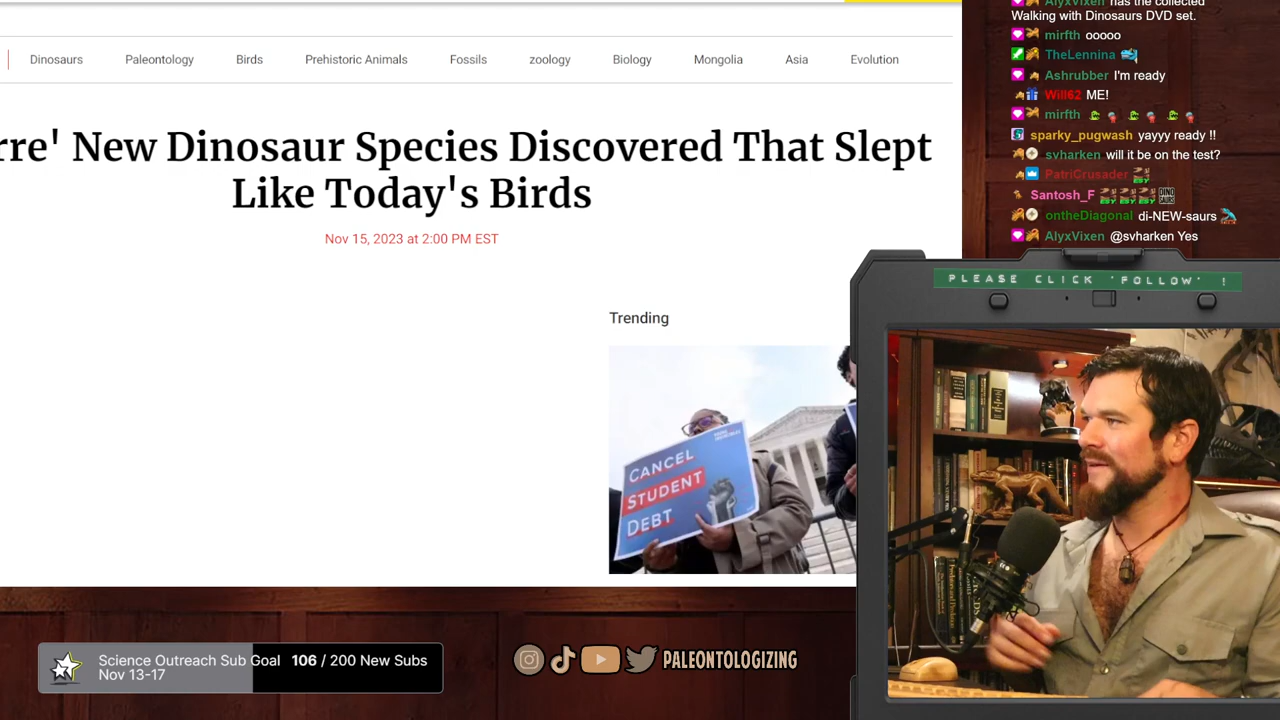 Dinosaurs Paleontology Birds Prehistoric Animals Fossils zoology Biology Mongolia Asia Evolution
rre' New Dinosaur Species Discovered That Slept
Like Today's Birds
Nov 15, 2023 at 2:00 PM EST
Trending
CANCEL
STUDENT
DEBT
AlyxVixen has the collected
Walking with Dinosaurs DVD set.
mirfth ooooo
TheLennina
Ashrubber I'm ready
Will62 ME!
mirfth
sparky_pugwash yayyy ready !!
svharken will it be on the test?
PatriCrusader
Santosh_F
ontheDiagonal di-NEW-saurs
AlyxVixen @svharken Yes
PLEASE CLICK 'FOLLOW' !
Science Outreach Sub Goal 106 / 200 New Subs
Nov 13-17
PALEONTOLOGIZING